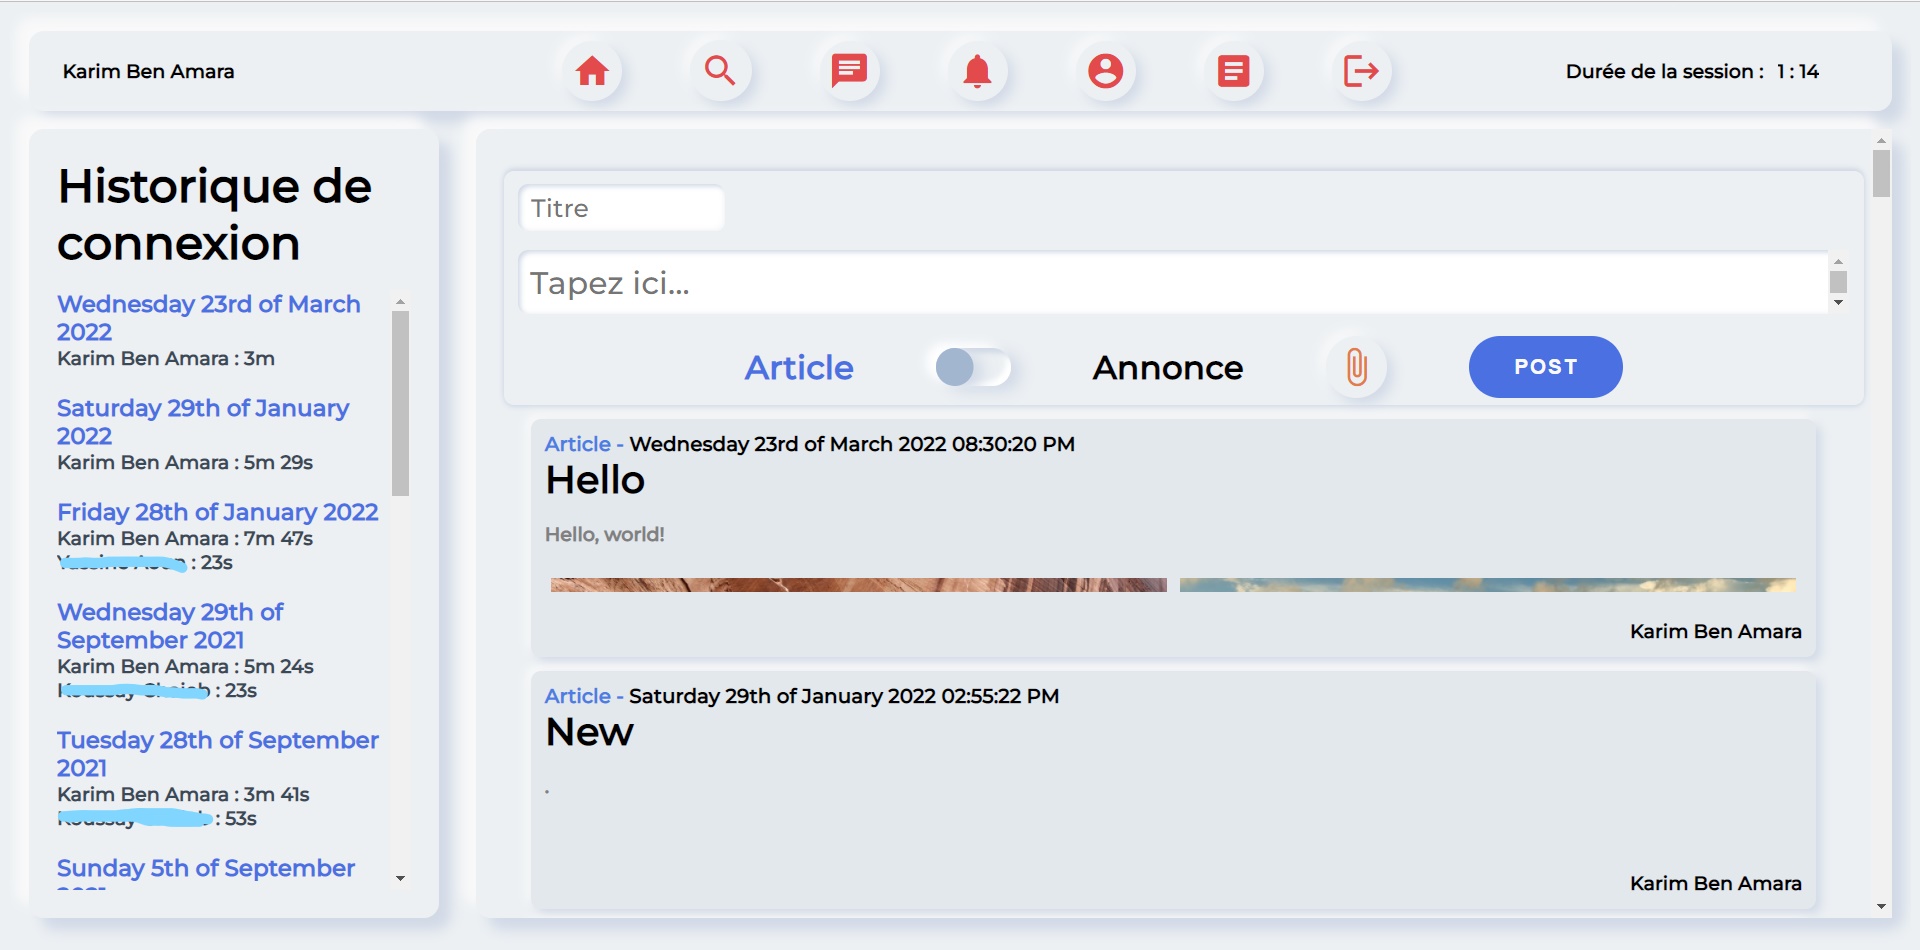 Karim Ben Amara
Durée de la session : 1 : 14
Historique de
connexion
Wednesday 23rd of March
2022
Karim Ben Amara : 3m
Saturday 29th of January
2022
Karim Ben Amara : 5m 29s
Friday 28th of January 2022
Karim Ben Amara : 7m 47s
: 23s
Wednesday 29th of
September 2021
Karim Ben Amara : 5m 24s
: 23s
Tuesday 28th of September
2021
Karim Ben Amara : 3m 41s
: 53s
Sunday 5th of September
Titre
Tapez ici...
Article
Annonce
POST
Article - Wednesday 23rd of March 2022 08:30:20 PM
Hello
Hello, world!
Karim Ben Amara
Article - Saturday 29th of January 2022 02:55:22 PM
New
.
Karim Ben Amara